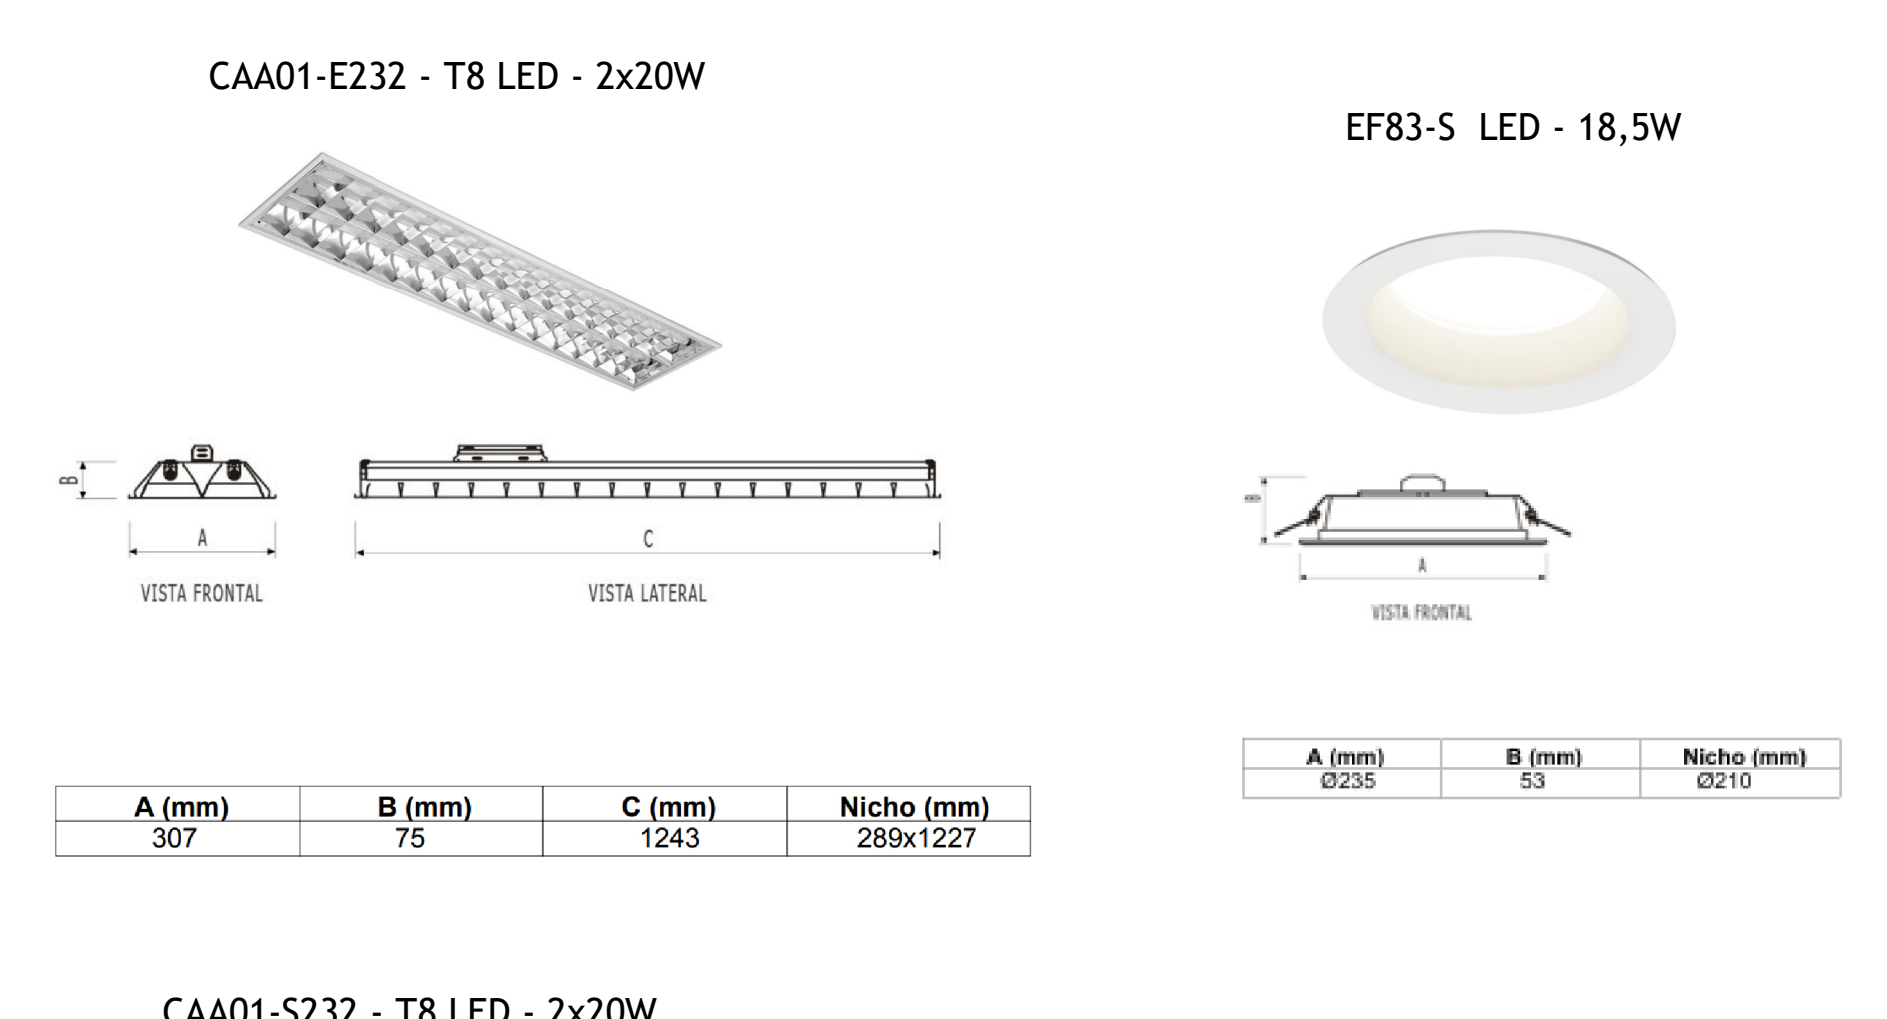 CAA01-E232 - T8 LED - 2x20W
B
A
C
VISTA FRONTAL
VISTA LATERAL
A (mm) B (mm) C (mm) Nicho (mm)
307 75 1243 289x1227
EF83-S LED - 18,5W
B
A
VISTA FRONTAL
A (mm) B (mm) Nicho (mm)
Ø235 53 Ø210
CAA01-S232 - T8 LED - 2x20W